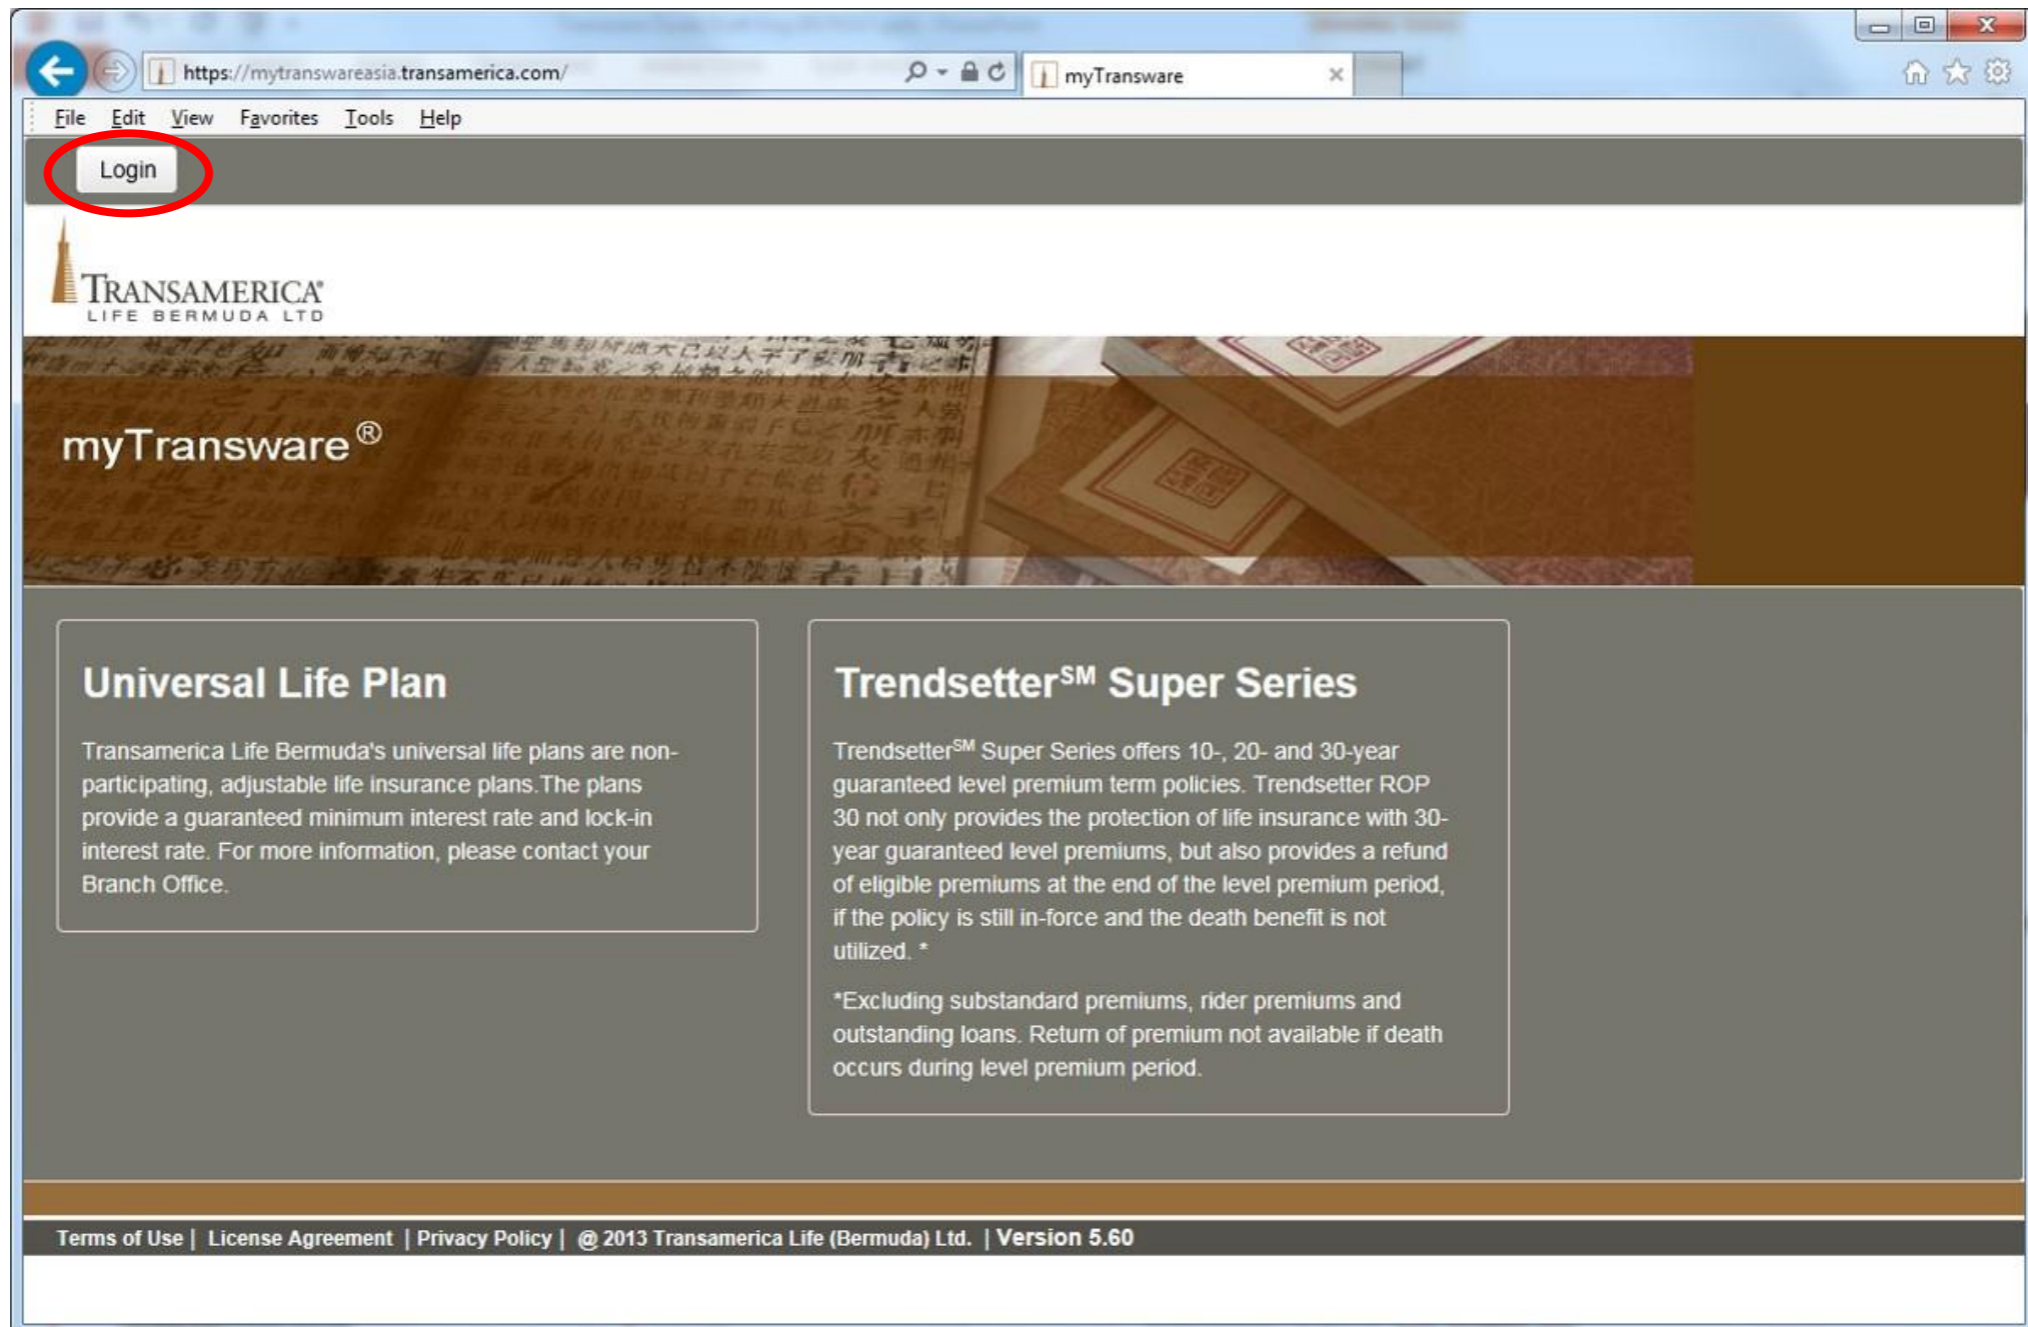 https://mytranswareasia.transamerica.com/
myTransware
File Edit View Favorites Tools Help
Login
TRANSAMERICA®
LIFE BERMUDA LTD
myTransware®
Universal Life Plan
Transamerica Life Bermuda's universal life plans are non-
participating, adjustable life insurance plans.The plans
provide a guaranteed minimum interest rate and lock-in
interest rate. For more information, please contact your
Branch Office.
Trendsetter℠ Super Series
Trendsetter℠ Super Series offers 10-, 20- and 30-year
guaranteed level premium term policies. Trendsetter ROP
30 not only provides the protection of life insurance with 30-
year guaranteed level premiums, but also provides a refund
of eligible premiums at the end of the level premium period,
if the policy is still in-force and the death benefit is not
utilized. *
*Excluding substandard premiums, rider premiums and
outstanding loans. Return of premium not available if death
occurs during level premium period.
Terms of Use | License Agreement | Privacy Policy | @ 2013 Transamerica Life (Bermuda) Ltd. | Version 5.60